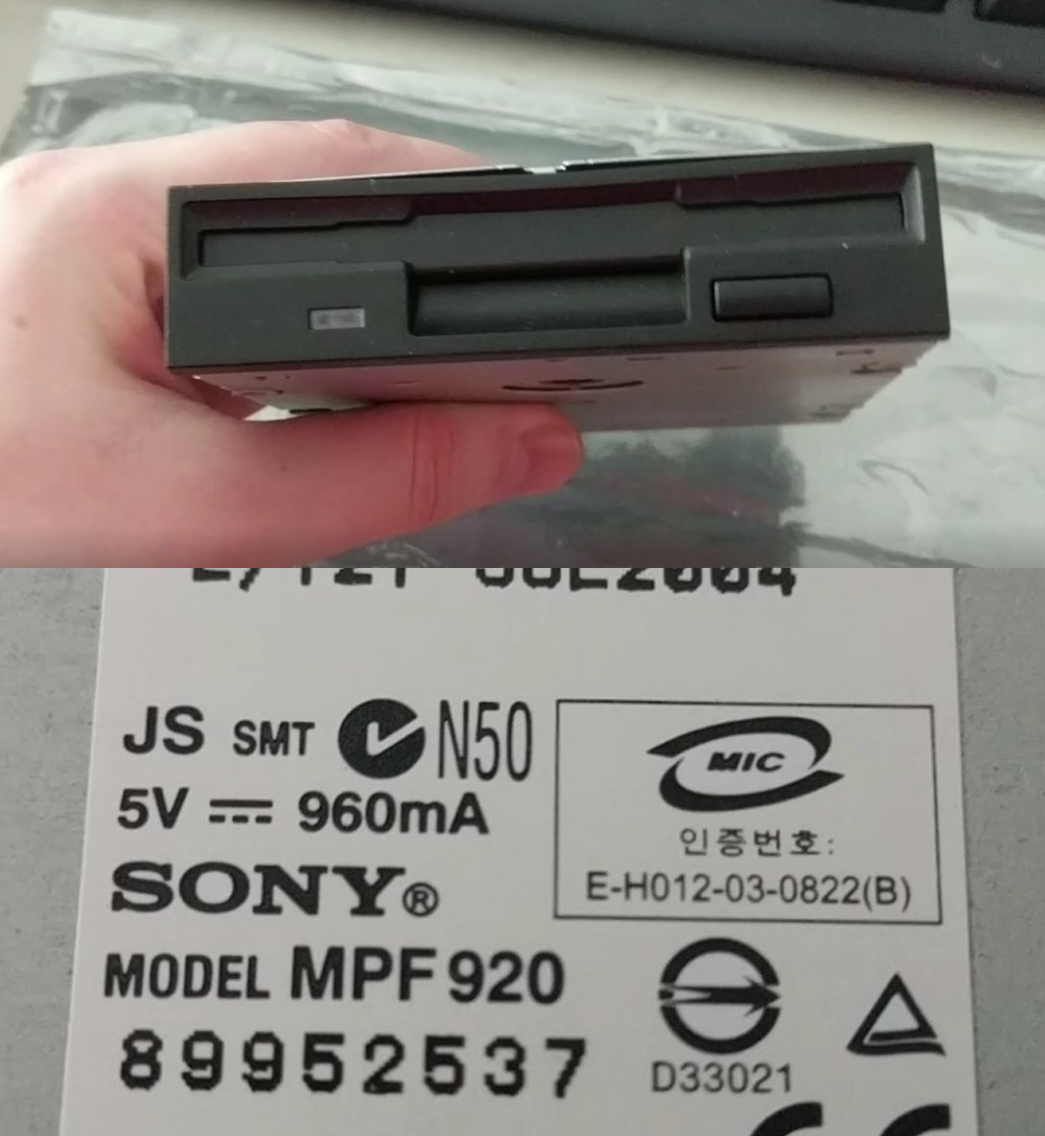 JS SMT N50
5V 960mA
SONY®
MODEL MPF920
89952537
MIC
인증번호:
E-H012-03-0822(B)
D33021